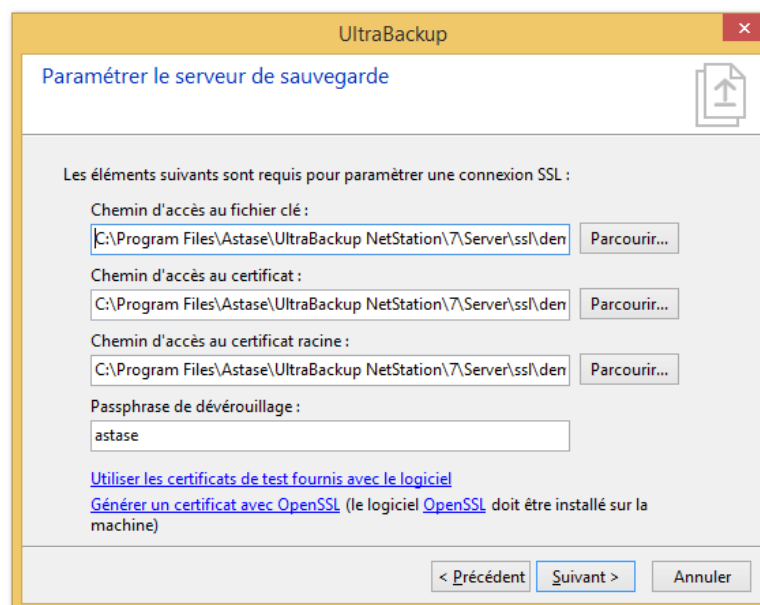 UltraBackup
Paramétrer le serveur de sauvegarde
Les éléments suivants sont requis pour paramètrer une connexion SSL :
Chemin d'accès au fichier clé :
C:\Program Files\Astase\UltraBackup NetStation\7\Server\ssl\dem
Parcourir...
Chemin d'accès au certificat :
C:\Program Files\Astase\UltraBackup NetStation\7\Server\ssl\dem
Parcourir...
Chemin d'accès au certificat racine :
C:\Program Files\Astase\UltraBackup NetStation\7\Server\ssl\dem
Parcourir...
Passphrase de dévérouillage :
astase
Utiliser les certificats de test fournis avec le logiciel
Générer un certificat avec OpenSSL (le logiciel OpenSSL doit être installé sur la
machine)
< Précédent Suivant > Annuler